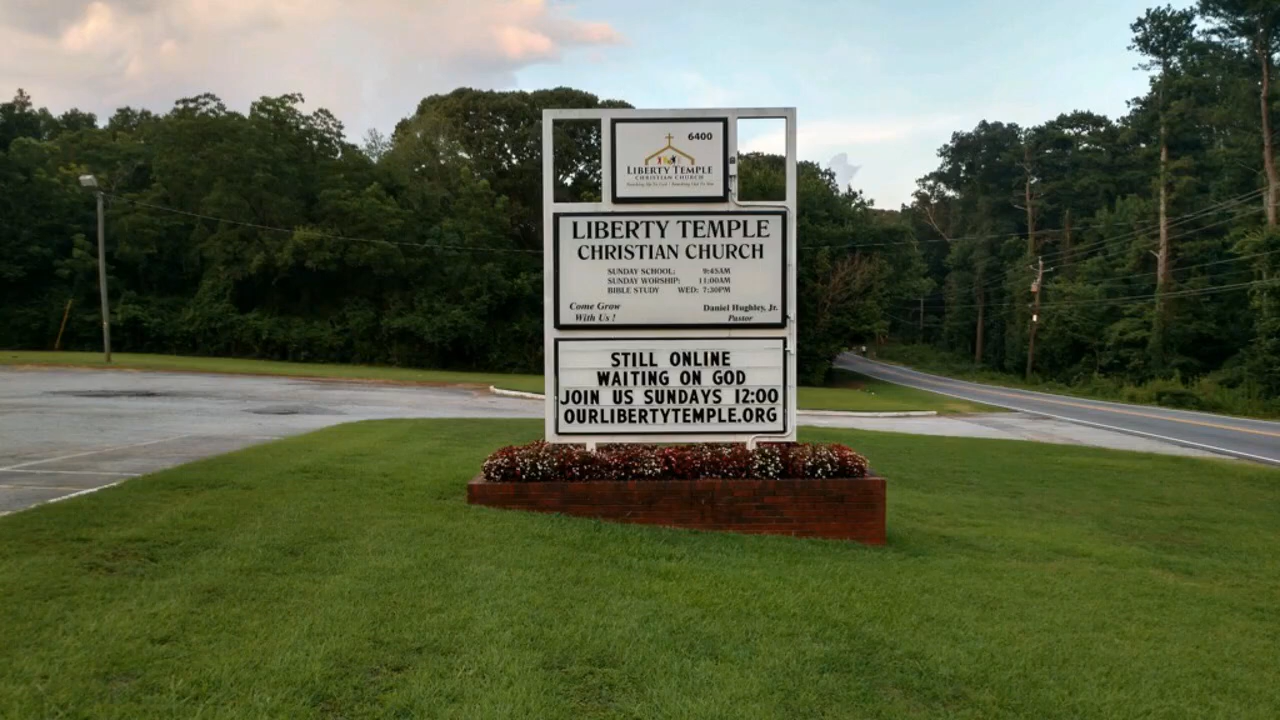 6400
LIBERTY TEMPLE
CHRISTIAN CHURCH
LIBERTY TEMPLE
CHRISTIAN CHURCH
SUNDAY SCHOOL: 9:45AM
SUNDAY WORSHIP: 11:00AM
BIBLE STUDY WED: 7:30PM
Come Grow
With Us!
Daniel Hughley, Jr.
Pastor
STILL ONLINE
WAITING ON GOD
JOIN US SUNDAYS 12:00
OURLIBERTYTEMPLE.ORG